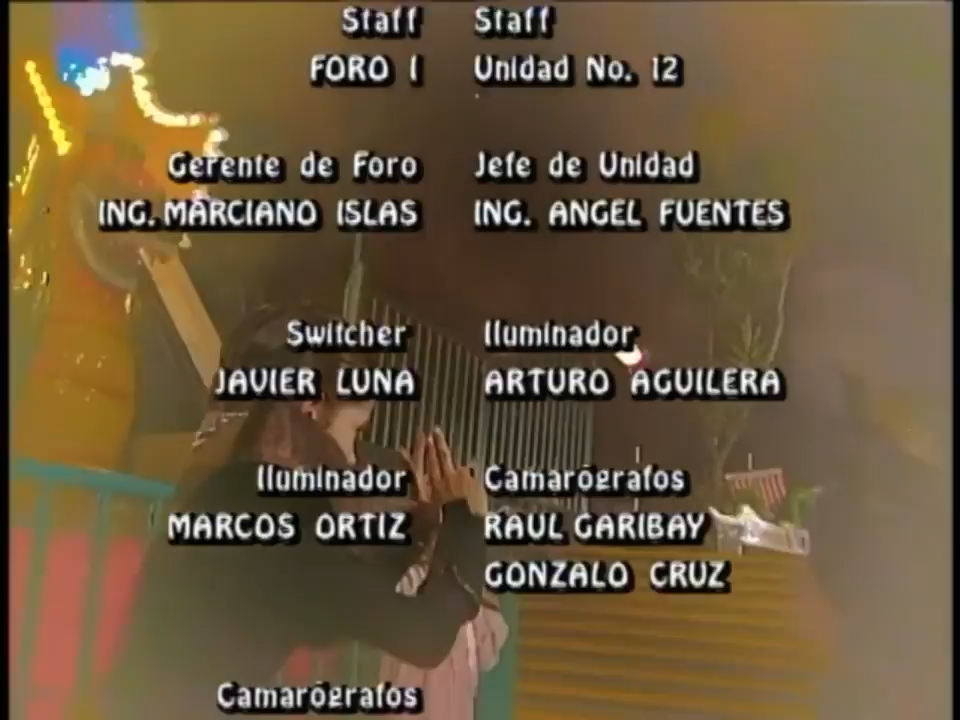 Staff
FORO 1
Gerente de Foro
ING. MARCIANO ISLAS
Switcher
JAVIER LUNA
Iluminador
MARCOS ORTIZ
Camarógrafos
Staff
Unidad No. 12
Jefe de Unidad
ING. ANGEL FUENTES
Iluminador
ARTURO AGUILERA
Camarógrafos
RAUL GARIBAY
GONZALO CRUZ